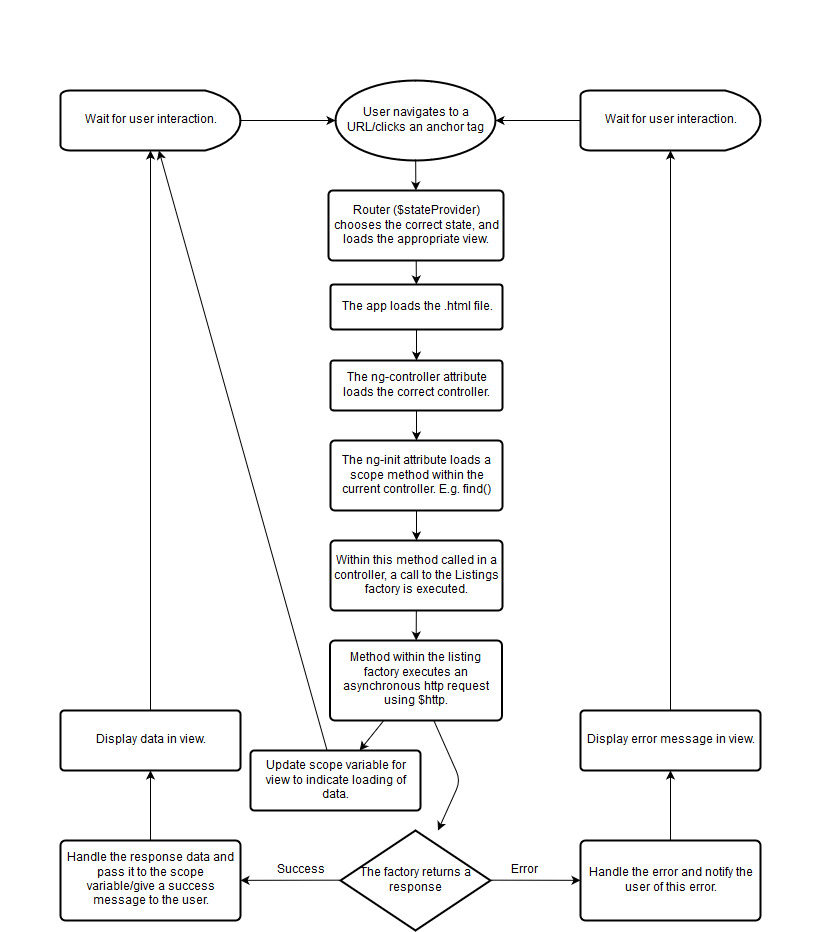 Wait for user interaction.
User navigates to a
URL/clicks an anchor tag
Wait for user interaction.
Router ($stateProvider)
chooses the correct state, and
loads the appropriate view.
The app loads the .html file.
The ng-controller attribute
loads the correct controller.
The ng-init attribute loads a
scope method within the
current controller. E.g. find()
Within this method called in a
controller, a call to the Listings
factory is executed.
Method within the listing
factory executes an
asynchronous http request
using $http.
Display data in view.
Update scope variable for
view to indicate loading of
data.
Display error message in view.
Handle the response data and
pass it to the scope
variable/give a success
message to the user.
Success
The factory returns a
response
Error
Handle the error and notify the
user of this error.